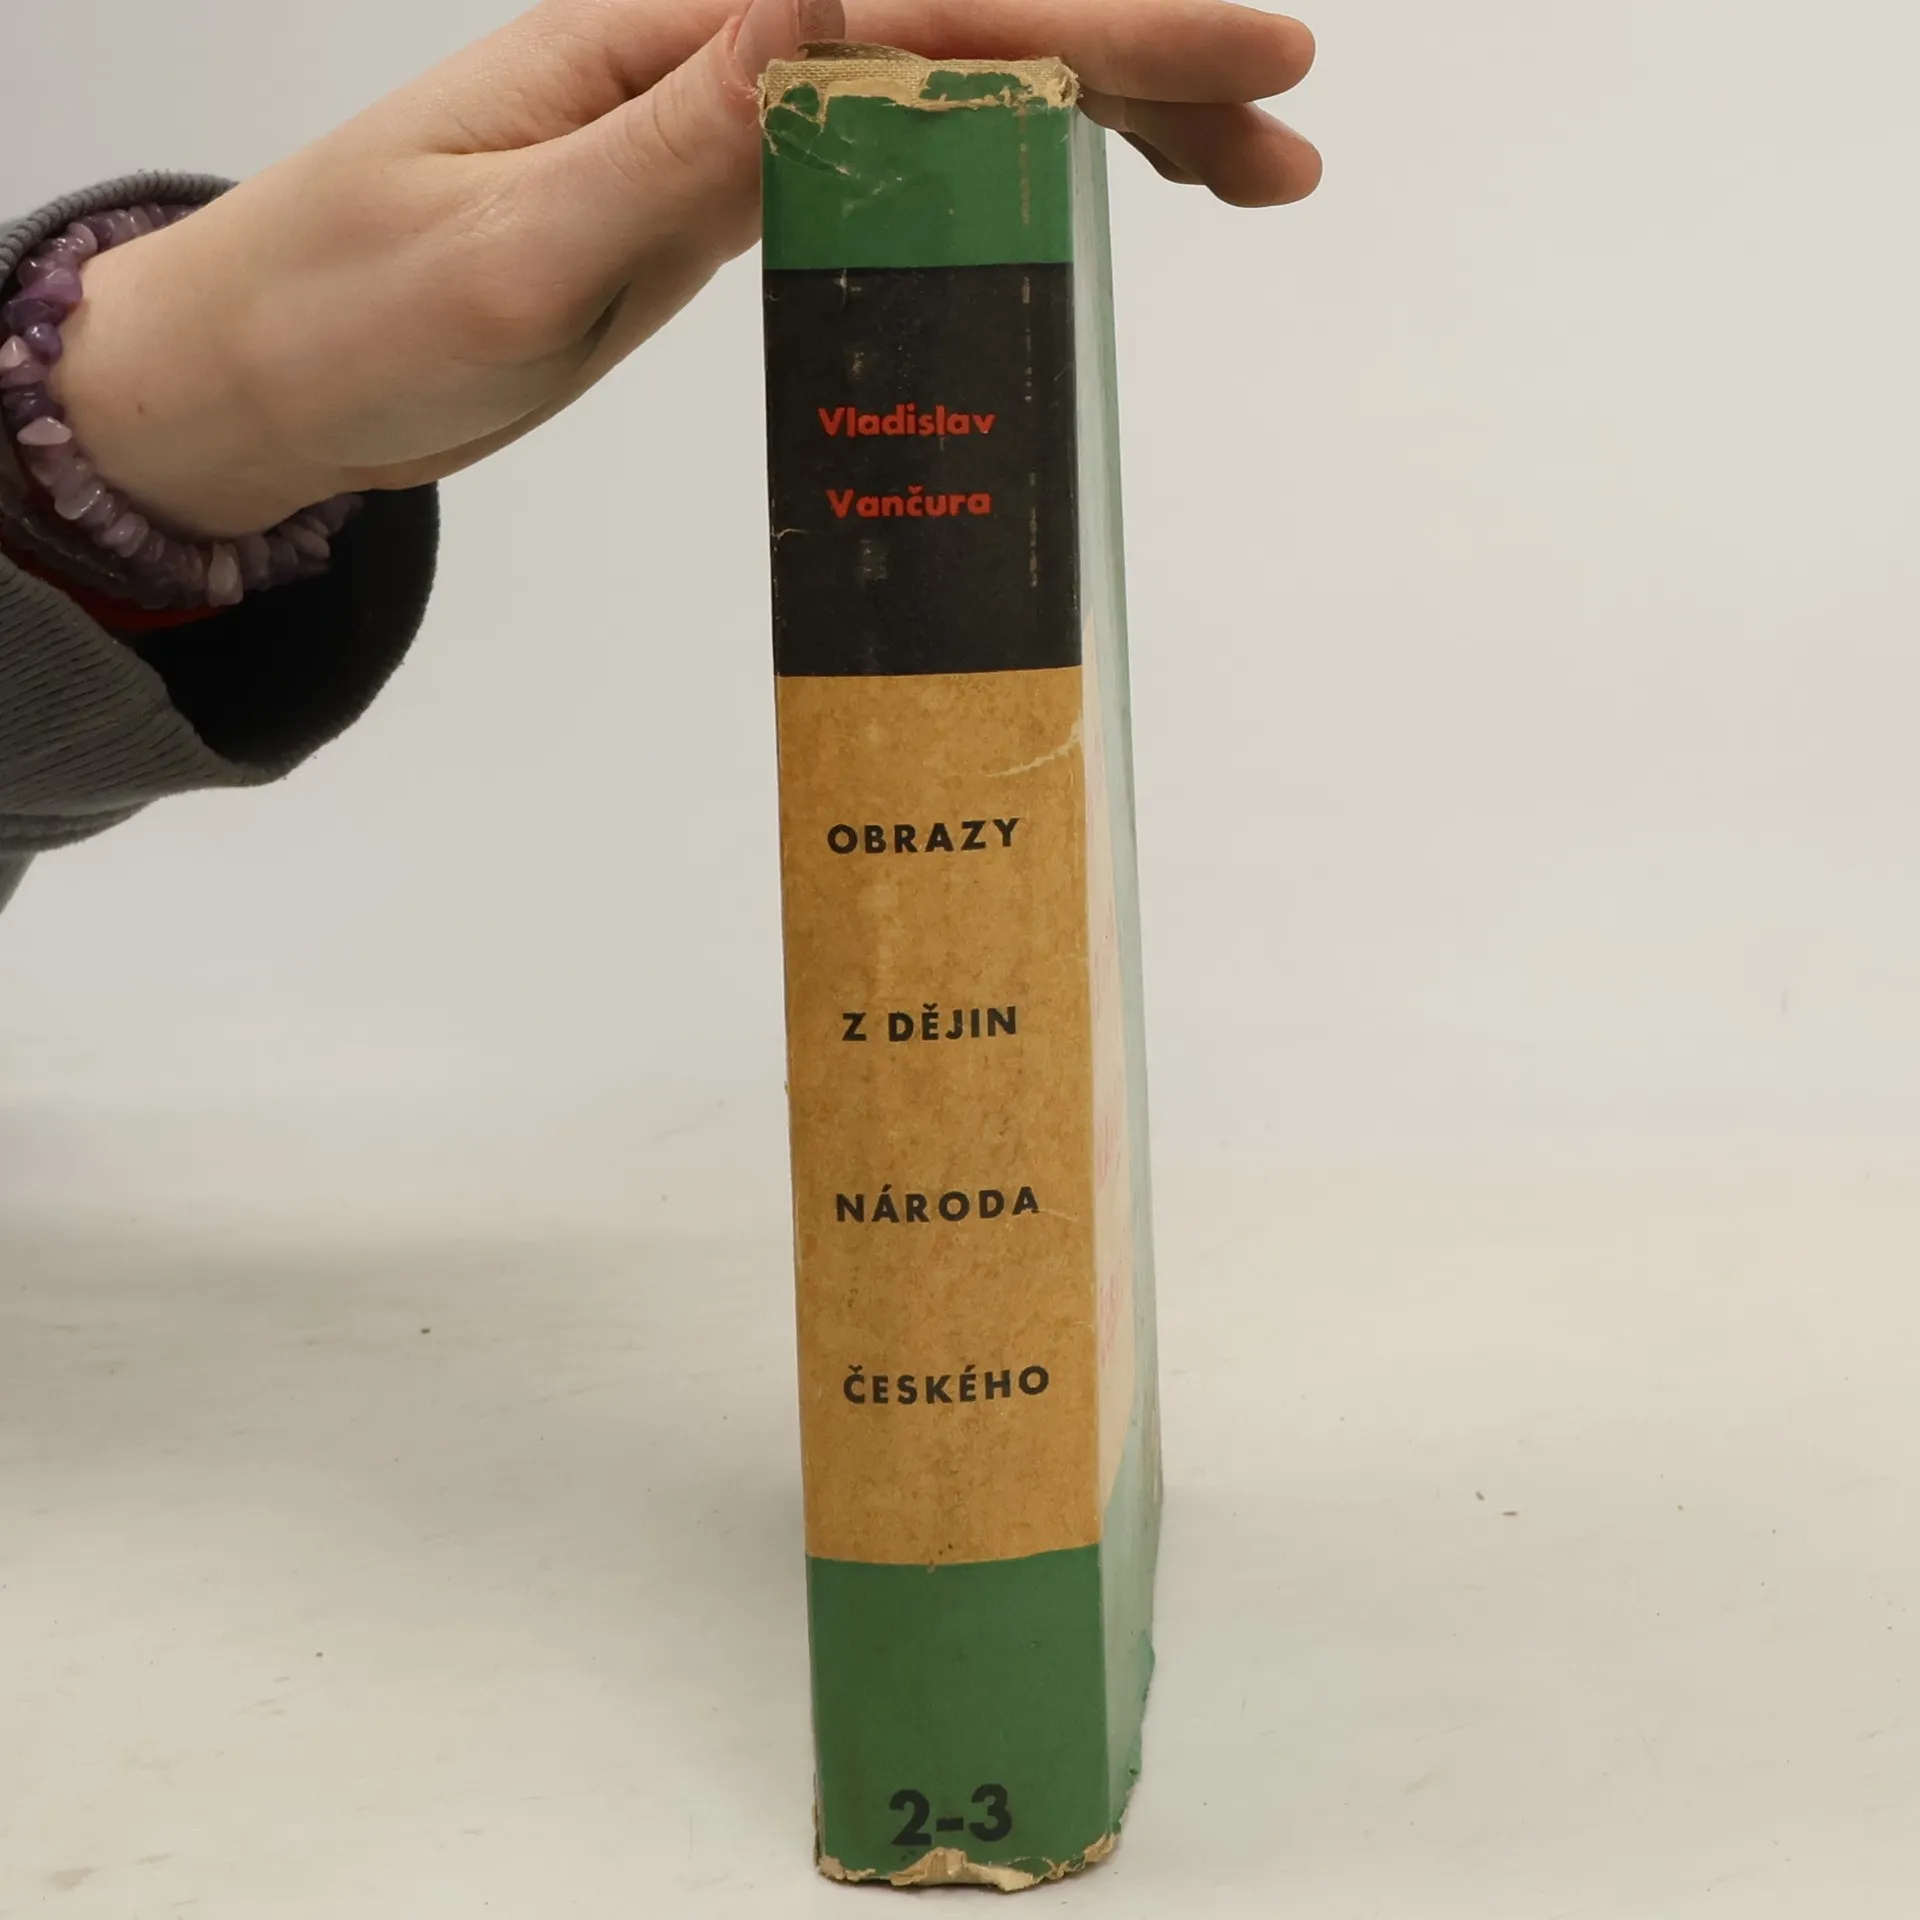 Vladislav
Vančura
OBRAZY
Z DĚJIN
NÁRODA
ČESKÉHO
2-3